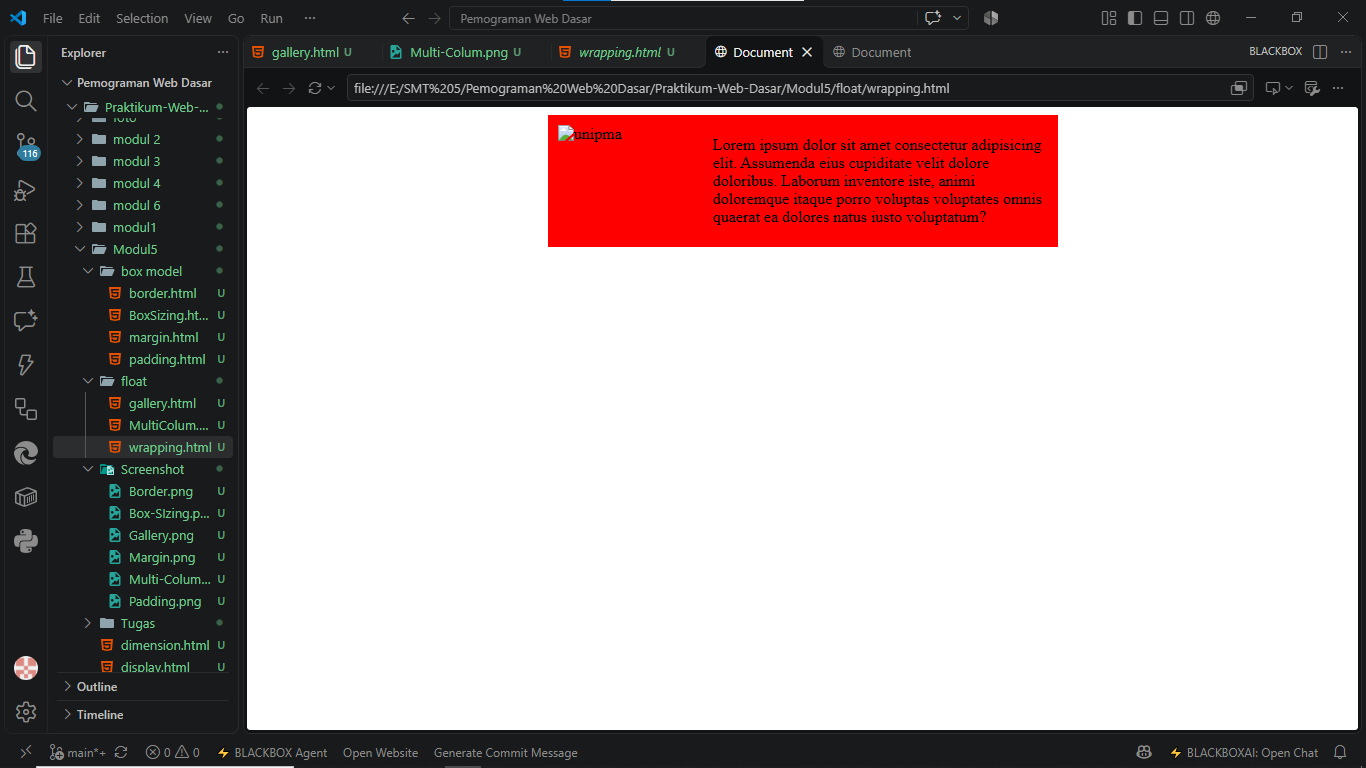 File Edit Selection View Go Run ···
Pemograman Web Dasar
Explorer ···
gallery.html U
Multi-Colum.png U
wrapping.html U
Document
Document
BLACKBOX ···
file:///E:/SMT%205/Pemograman%20Web%20Dasar/Praktikum-Web-Dasar/Modul5/float/wrapping.html
Pemograman Web Dasar
Praktikum-Web-...
foto
modul 2
modul 3
modul 4
modul 6
modul1
Modul5
box model
border.html U
BoxSizing.ht... U
margin.html U
padding.html U
float
gallery.html U
MultiColum.... U
wrapping.html U
Screenshot
Border.png U
Box-SIzing.p... U
Gallery.png U
Margin.png U
Multi-Colum... U
Padding.png U
Tugas
dimension.html U
display.html U
Outline
Timeline
116
unipma
Lorem ipsum dolor sit amet consectetur adipisicing
elit. Assumenda eius cupiditate velit dolore
doloribus. Laborum inventore iste, animi
doloremque itaque porro voluptas voluptates omnis
quaerat ea dolores natus iusto voluptatum?
main*+ 0 0 BLACKBOX Agent Open Website Generate Commit Message
BLACKBOXAI: Open Chat